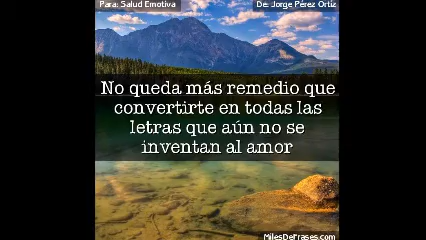 Para: Salud Emotiva
De: Jorge Pérez Ortiz
No queda más remedio que
convertirte en todas las
letras que aún no se
inventan al amor
MilesDeFrases.com